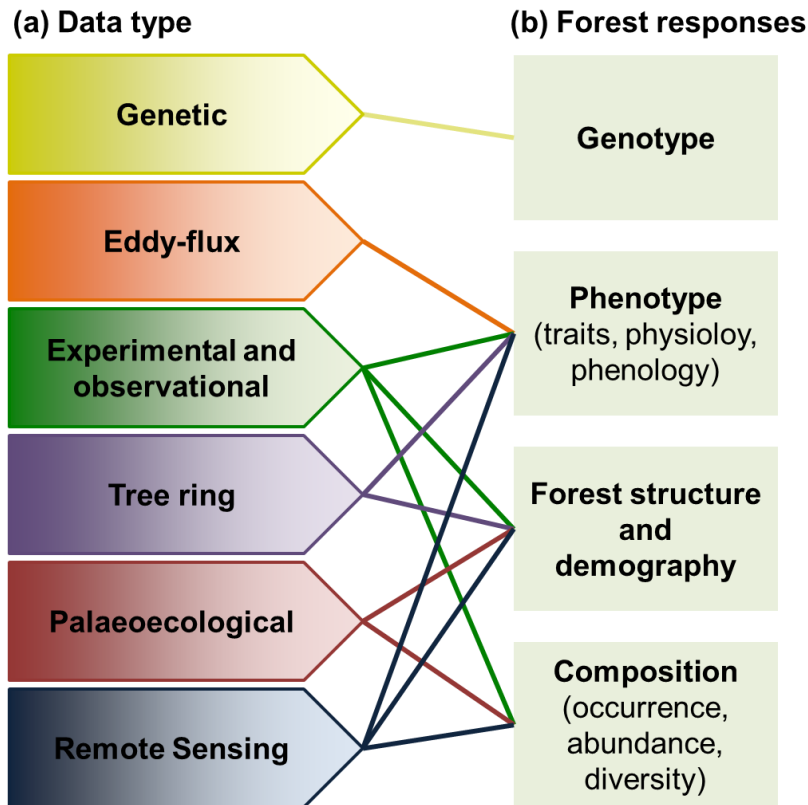 (a) Data type
Genetic
Eddy-flux
Experimental and
observational
Tree ring
Palaeoecological
Remote Sensing
(b) Forest responses
Genotype
Phenotype
(traits, physioloy,
phenology)
Forest structure
and
demography
Composition
(occurrence,
abundance,
diversity)